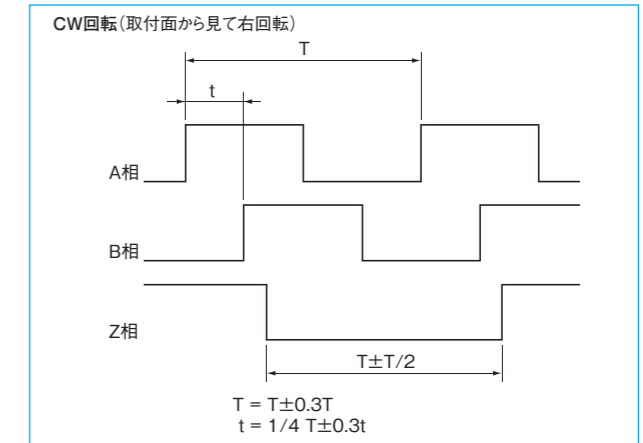 CW回転(取付面から見て右回転)
T
t
A相
B相
Z相
T±T/2
T = T±0.3T
t = 1/4 T±0.3t